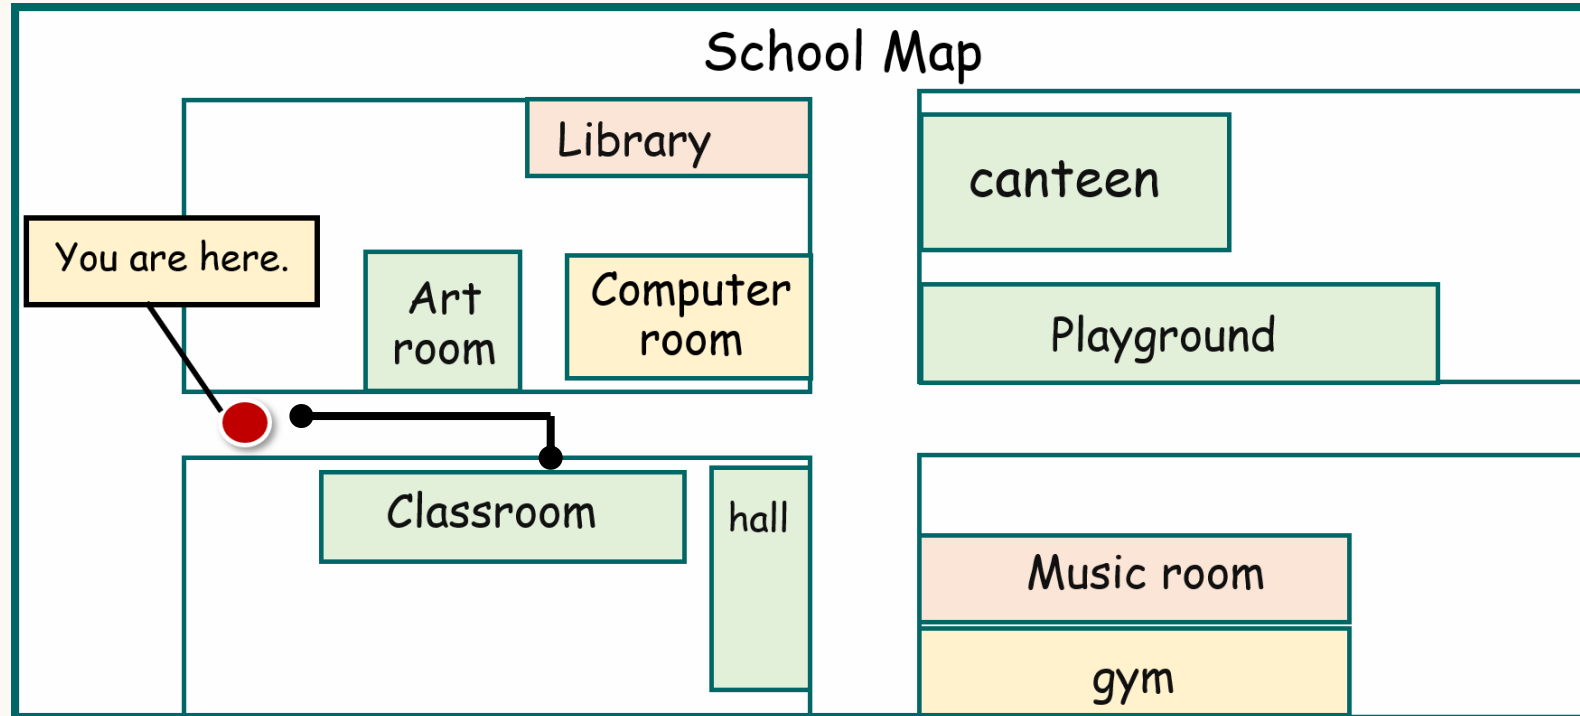 School Map
Library
canteen
You are here.
Art
room
Computer
room
Playground
Classroom
hall
Music room
gym